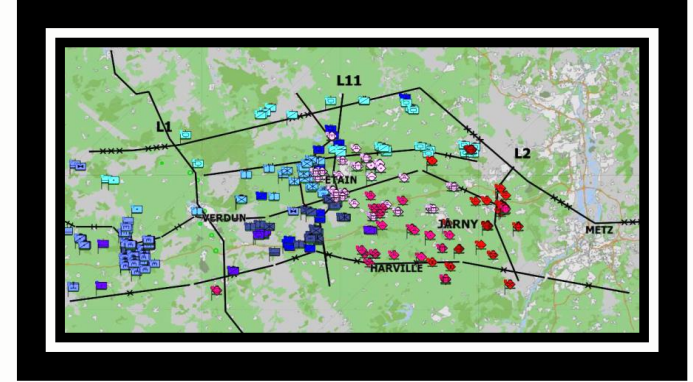 L11
L1
L2
ETAIN
VERDUN
JARNY
METZ
HARVILLE